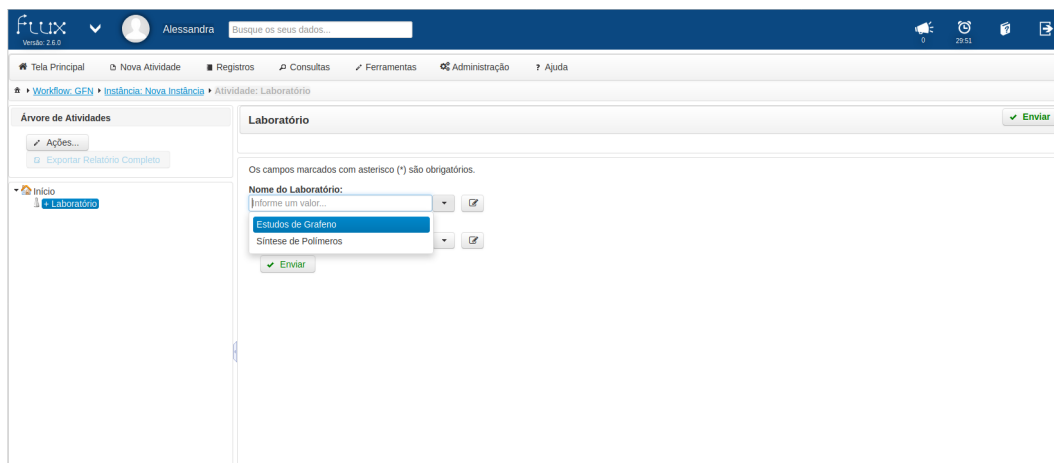 flux
Versão: 2.6.0
Alessandra
Busque os seus dados...
0
29:51
Tela Principal
Nova Atividade
Registros
Consultas
Ferramentas
Administração
? Ajuda
Workflow: GFN
Instância: Nova Instância
Atividade: Laboratório
Árvore de Atividades
Ações...
Exportar Relatório Completo
Início
+ Laboratório
Laboratório
Enviar
Os campos marcados com asterisco (*) são obrigatórios.
Nome do Laboratório:
Informe um valor...
Estudos de Grafeno
Síntese de Polímeros
Enviar